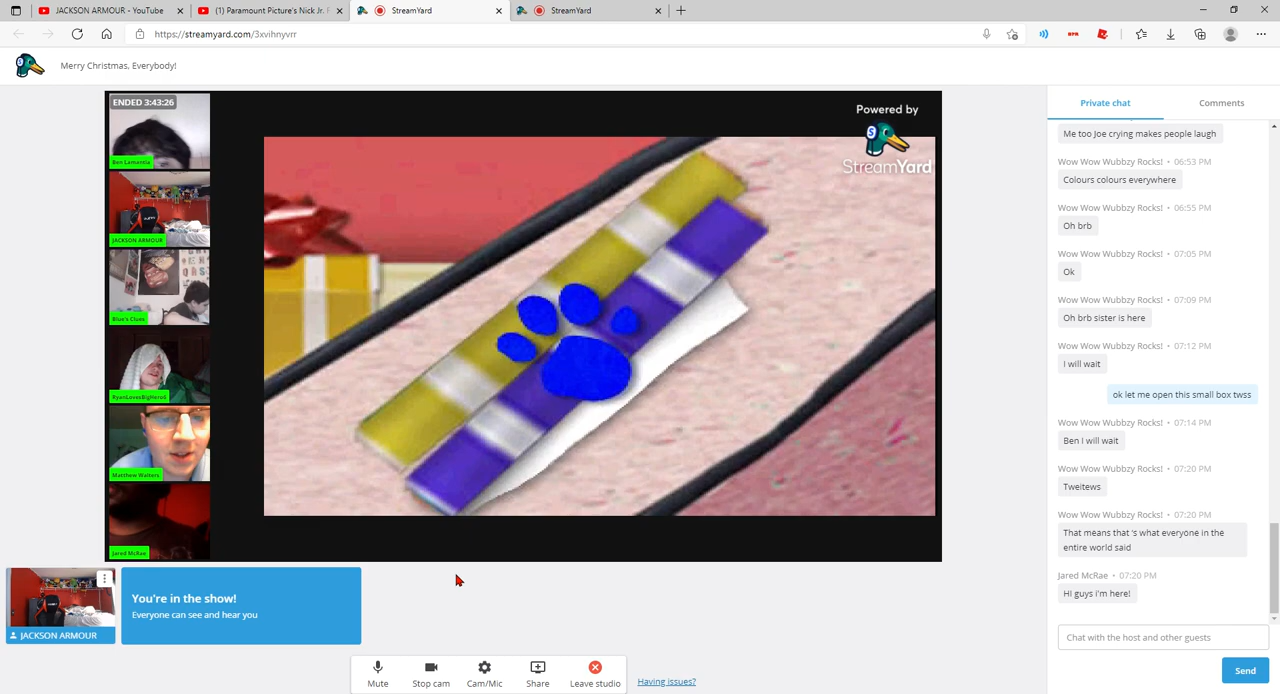 JACKSON ARMOUR - YouTube
(1) Paramount Picture's Nick Jr. F
StreamYard
StreamYard
https://streamyard.com/3xvihnyvrr
Merry Christmas, Everybody!
Private chat
Comments
ENDED 3:43:26
Ben Lamantia
JACKSON ARMOUR
Blue's Clues
RyanLovesBigHero6
Matthew Watters
Jared McRae
Powered by
StreamYard
Me too Joe crying makes people laugh
Wow Wow Wubbzy Rocks! • 06:53 PM
Colours colours everywhere
Wow Wow Wubbzy Rocks! • 06:55 PM
Oh brb
Wow Wow Wubbzy Rocks! • 07:05 PM
Ok
Wow Wow Wubbzy Rocks! • 07:09 PM
Oh brb sister is here
Wow Wow Wubbzy Rocks! • 07:12 PM
I will wait
ok let me open this small box twss
Wow Wow Wubbzy Rocks! • 07:14 PM
Ben I will wait
Wow Wow Wubbzy Rocks! • 07:20 PM
Tweitews
Wow Wow Wubbzy Rocks! • 07:20 PM
That means that 's what everyone in the
entire world said
Jared McRae • 07:20 PM
HI guys i'm here!
Chat with the host and other guests
Send
JACKSON ARMOUR
You're in the show!
Everyone can see and hear you
Mute
Stop cam
Cam/Mic
Share
Leave studio
Having issues?